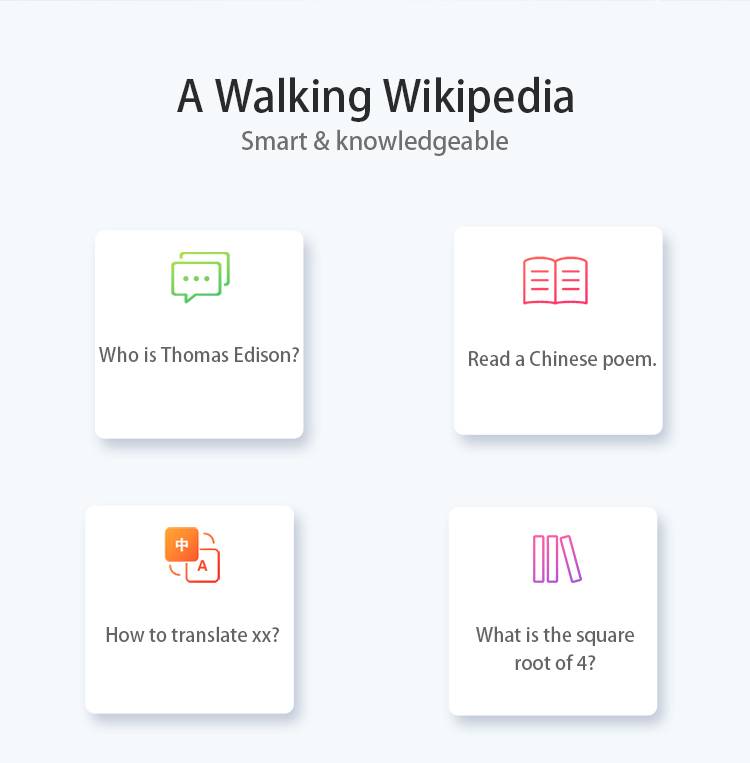 A Walking Wikipedia
Smart & knowledgeable
Who is Thomas Edison?
Read a Chinese poem.
中
A
How to translate xx?
What is the square
root of 4?